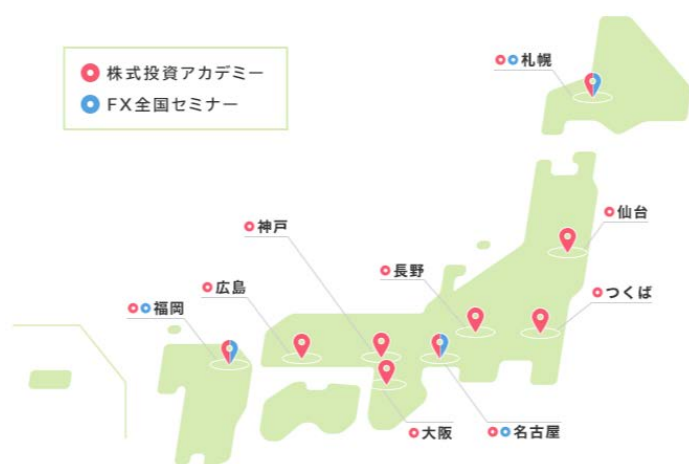 株式投資アカデミー
FX全国セミナー
札幌
仙台
神戸
長野
広島
つくば
福岡
大阪
名古屋